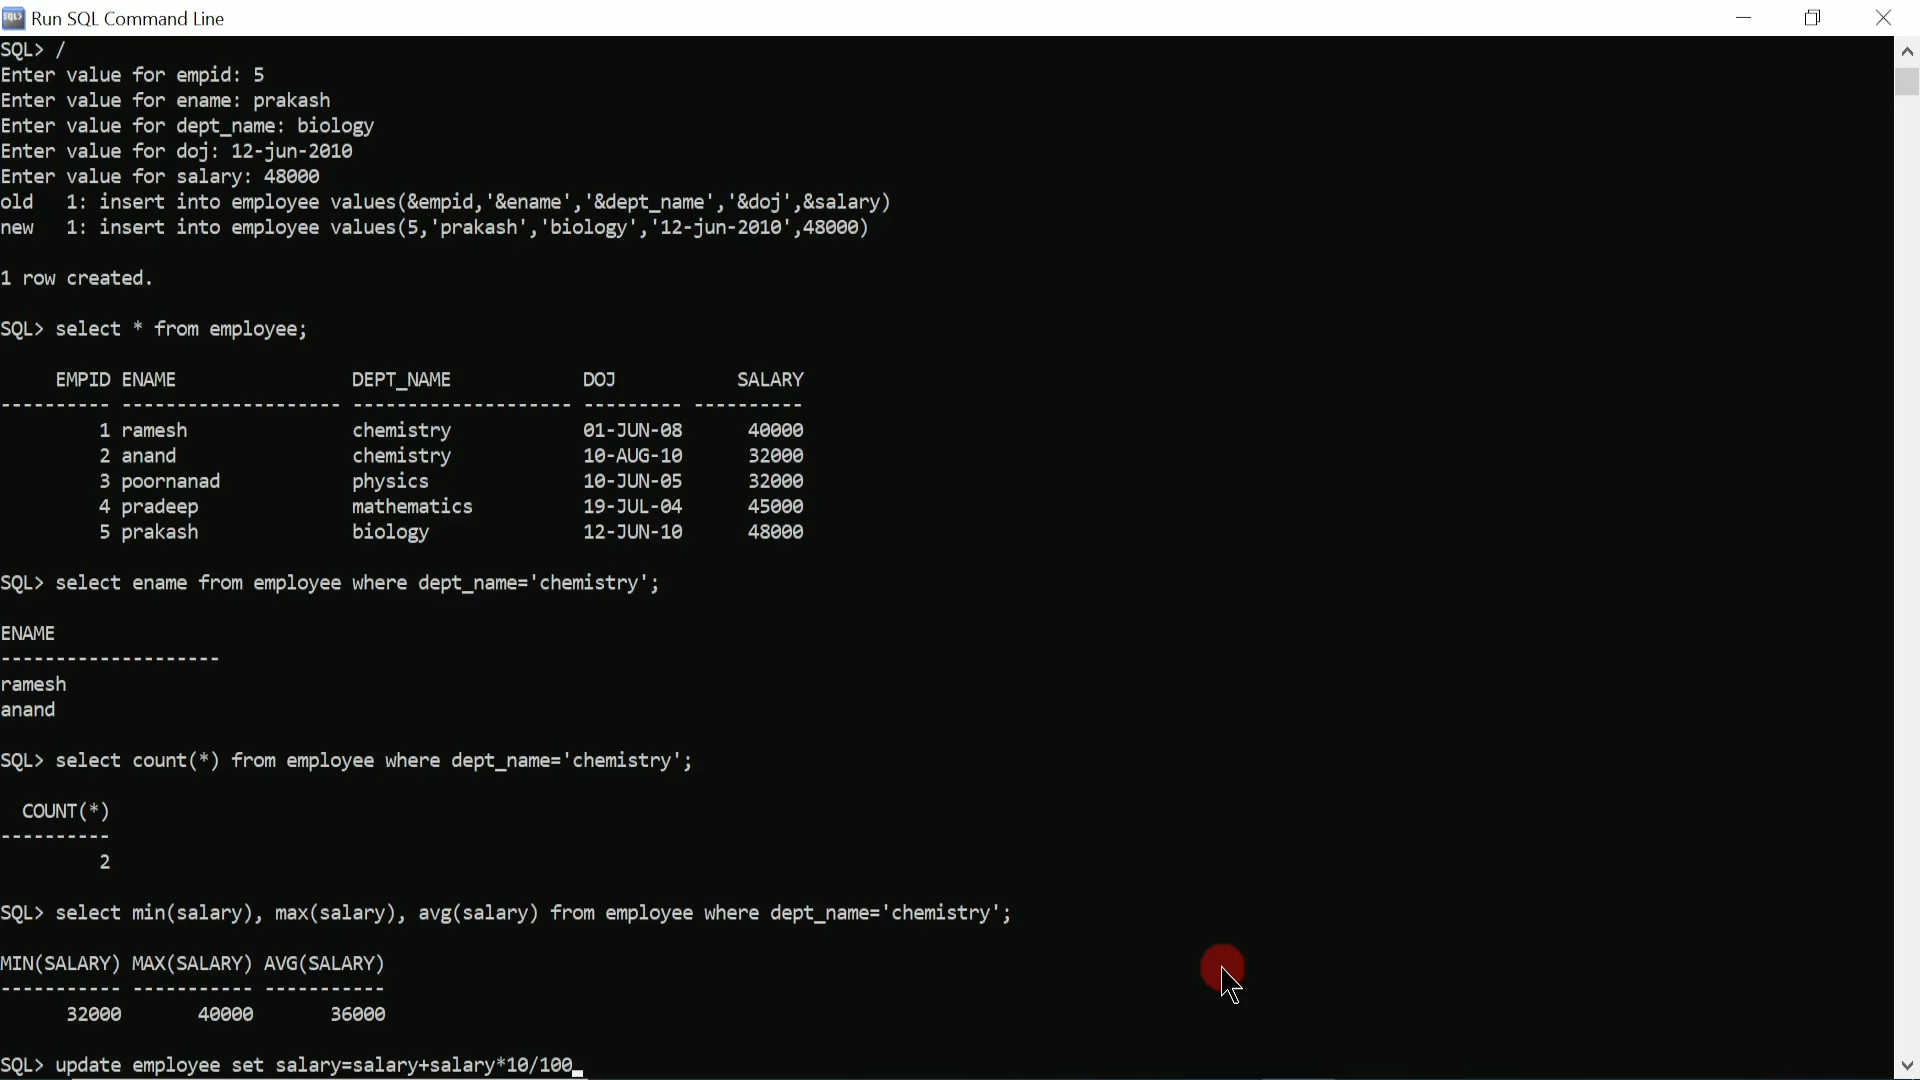 Run SQL Command Line
SQL> /
Enter value for empid: 5
Enter value for ename: prakash
Enter value for dept_name: biology
Enter value for doj: 12-jun-2010
Enter value for salary: 48000
old   1: insert into employee values(&empid,'&ename','&dept_name','&doj',&salary)
new   1: insert into employee values(5,'prakash','biology','12-jun-2010',48000)
1 row created.
SQL> select * from employee;
     EMPID ENAME                DEPT_NAME            DOJ           SALARY
---------- -------------------- -------------------- --------- ----------
         1 ramesh               chemistry            01-JUN-08      40000
         2 anand                chemistry            10-AUG-10      32000
         3 poornanad            physics              10-JUN-05      32000
         4 pradeep              mathematics          19-JUL-04      45000
         5 prakash              biology              12-JUN-10      48000
SQL> select ename from employee where dept_name='chemistry';
ENAME
--------------------
ramesh
anand
SQL> select count(*) from employee where dept_name='chemistry';
  COUNT(*)
----------
         2
SQL> select min(salary), max(salary), avg(salary) from employee where dept_name='chemistry';
MIN(SALARY) MAX(SALARY) AVG(SALARY)
----------- ----------- -----------
      32000       40000       36000
SQL> update employee set salary=salary+salary*10/100